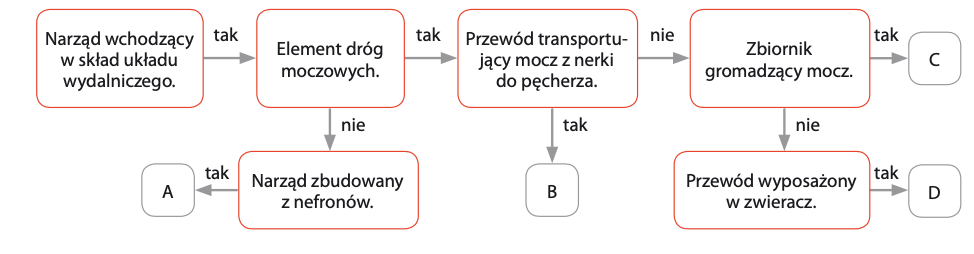 Narząd wchodzący
w skład układu
wydalniczego.
tak
Element dróg
moczowych.
tak
Przewód transportu-
jący mocz z nerki
do pęcherza.
nie
Zbiornik
gromadzący mocz.
tak
C
nie
tak
nie
A
tak
Narząd zbudowany
z nefronów.
B
Przewód wyposażony
w zwieracz.
tak
D